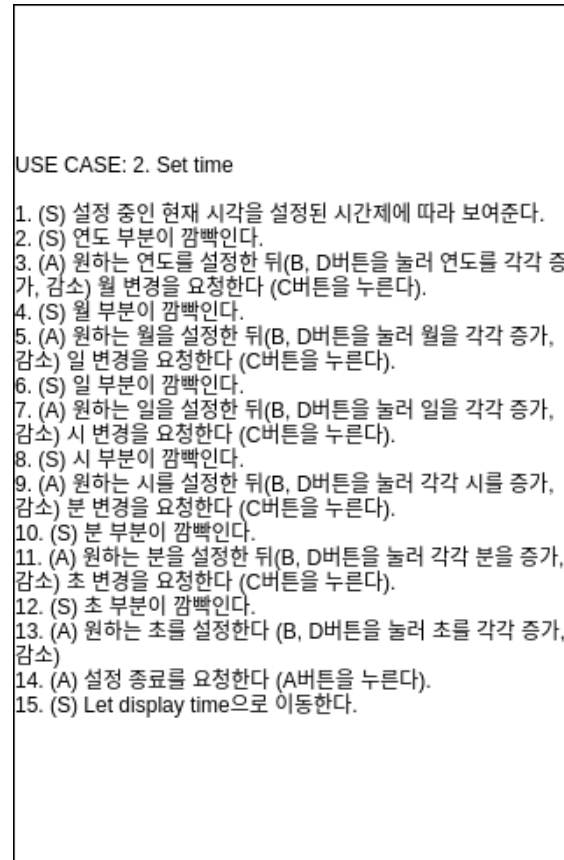 USE CASE: 2. Set time
1. (S) 설정 중인 현재 시각을 설정된 시간제에 따라 보여준다.
2. (S) 연도 부분이 깜빡인다.
3. (A) 원하는 연도를 설정한 뒤(B, D버튼을 눌러 연도를 각각 증
가, 감소) 월 변경을 요청한다 (C버튼을 누른다).
4. (S) 월 부분이 깜빡인다.
5. (A) 원하는 월을 설정한 뒤(B, D버튼을 눌러 월을 각각 증가,
감소) 일 변경을 요청한다 (C버튼을 누른다).
6. (S) 일 부분이 깜빡인다.
7. (A) 원하는 일을 설정한 뒤(B, D버튼을 눌러 일을 각각 증가,
감소) 시 변경을 요청한다 (C버튼을 누른다).
8. (S) 시 부분이 깜빡인다.
9. (A) 원하는 시를 설정한 뒤(B, D버튼을 눌러 각각 시를 증가,
감소) 분 변경을 요청한다 (C버튼을 누른다).
10. (S) 분 부분이 깜빡인다.
11. (A) 원하는 분을 설정한 뒤(B, D버튼을 눌러 각각 분을 증가,
감소) 초 변경을 요청한다 (C버튼을 누른다).
12. (S) 초 부분이 깜빡인다.
13. (A) 원하는 초를 설정한다 (B, D버튼을 눌러 초를 각각 증가,
감소)
14. (A) 설정 종료를 요청한다 (A버튼을 누른다).
15. (S) Let display time으로 이동한다.